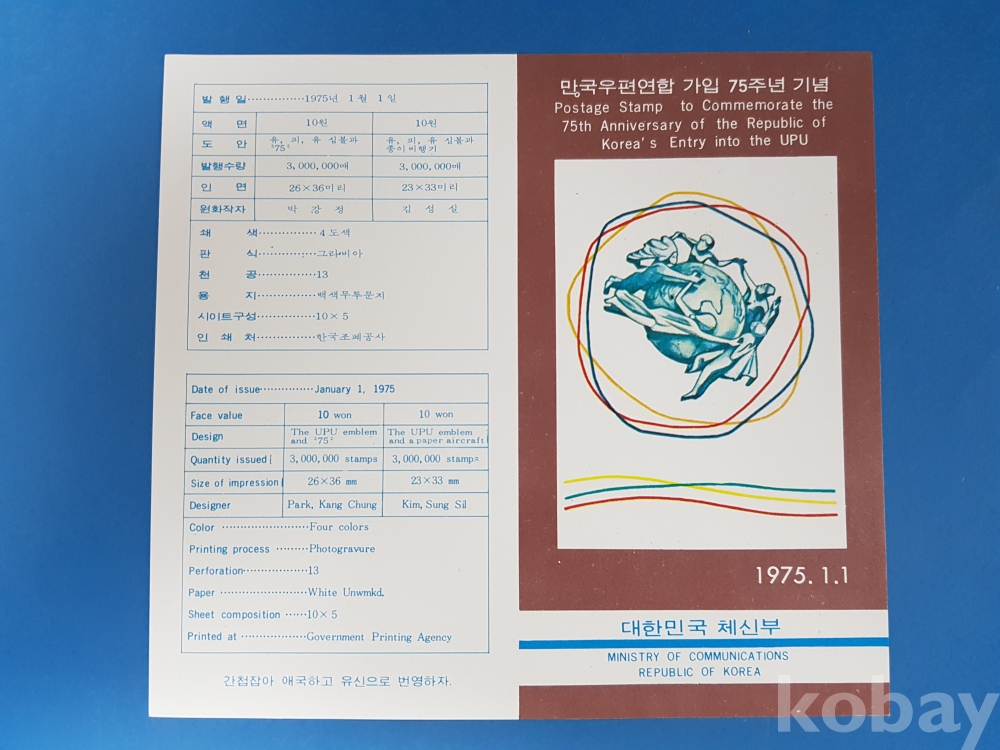 발 행 일……………1975년 1월 1일
액 면 10원 10원
도 안 유, 피, 유 심볼과 "75" 유, 피, 유 심볼과 종이비행기
발행수량 3,000,000매 3,000,000매
인 면 26×36미리 23×33미리
원화작자 박 강 정 김 성 실
쇄 색……………4도색
판 식……………그라비아
천 공……………13
용 지……………백색무투문지
시이트구성……………10×5
인 쇄 처……………한국조폐공사
Date of issue……………January 1, 1975
Face value 10 won 10 won
Design The UPU emblem and "75" The UPU emblem and a paper aircraft
Quantity issued 3,000,000 stamps 3,000,000 stamps
Size of impression 26×36 mm 23×33 mm
Designer Park, Kang Chung Kim, Sung Sil
Color ……………………Four colors
Printing process ………Photogravure
Perforation………………13
Paper ……………………White Unwmkd.
Sheet composition ……10×5
Printed at ………………Government Printing Agency
간첩잡아 애국하고 유신으로 번영하자.
만국우편연합 가입 75주년 기념
Postage Stamp to Commemorate the
75th Anniversary of the Republic of
Korea's Entry into the UPU
1975.1.1
대한민국 체신부
MINISTRY OF COMMUNICATIONS
REPUBLIC OF KOREA
kobay